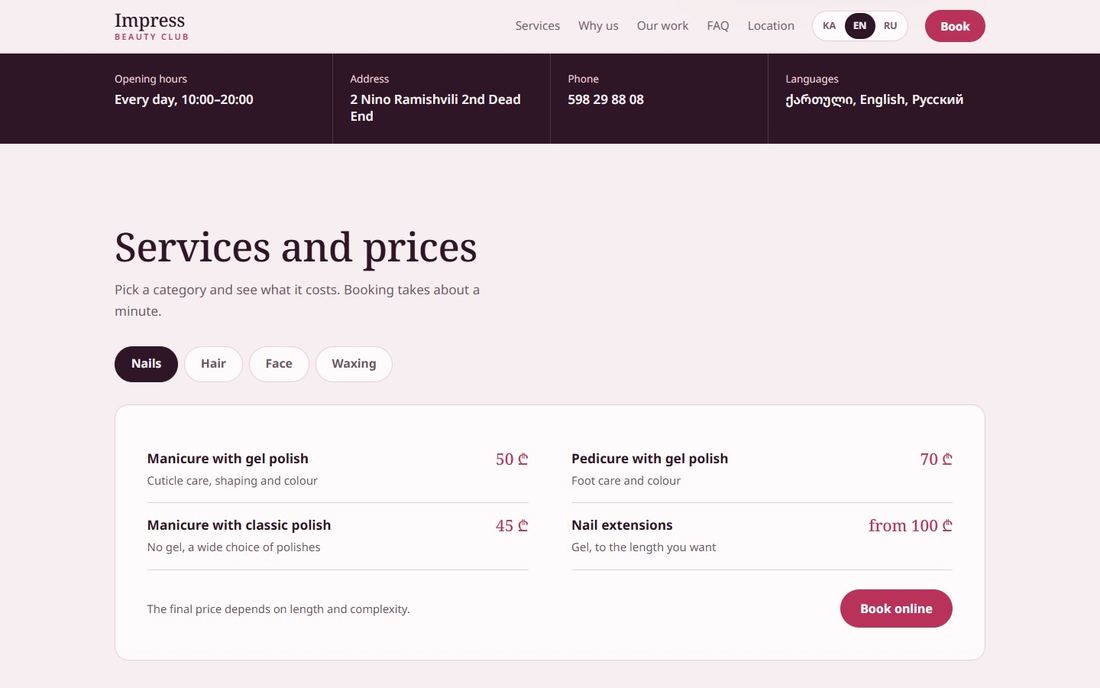 Impress
BEAUTY CLUB
Services Why us Our work FAQ Location KA EN RU Book
Opening hours
Every day, 10:00–20:00
Address
2 Nino Ramishvili 2nd Dead
End
Phone
598 29 88 08
Languages
ქართული, English, Русский
Services and prices
Pick a category and see what it costs. Booking takes about a
minute.
Nails Hair Face Waxing
Manicure with gel polish 50 ₾
Cuticle care, shaping and colour
Pedicure with gel polish 70 ₾
Foot care and colour
Manicure with classic polish 45 ₾
No gel, a wide choice of polishes
Nail extensions from 100 ₾
Gel, to the length you want
The final price depends on length and complexity.
Book online